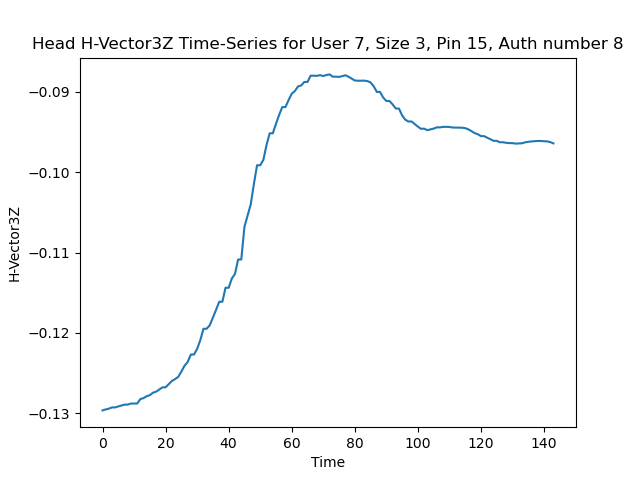 Head H-Vector3Z Time-Series for User 7, Size 3, Pin 15, Auth number 8
H-Vector3Z
−0.09
−0.10
−0.11
−0.12
−0.13
0 20 40 60 80 100 120 140
Time